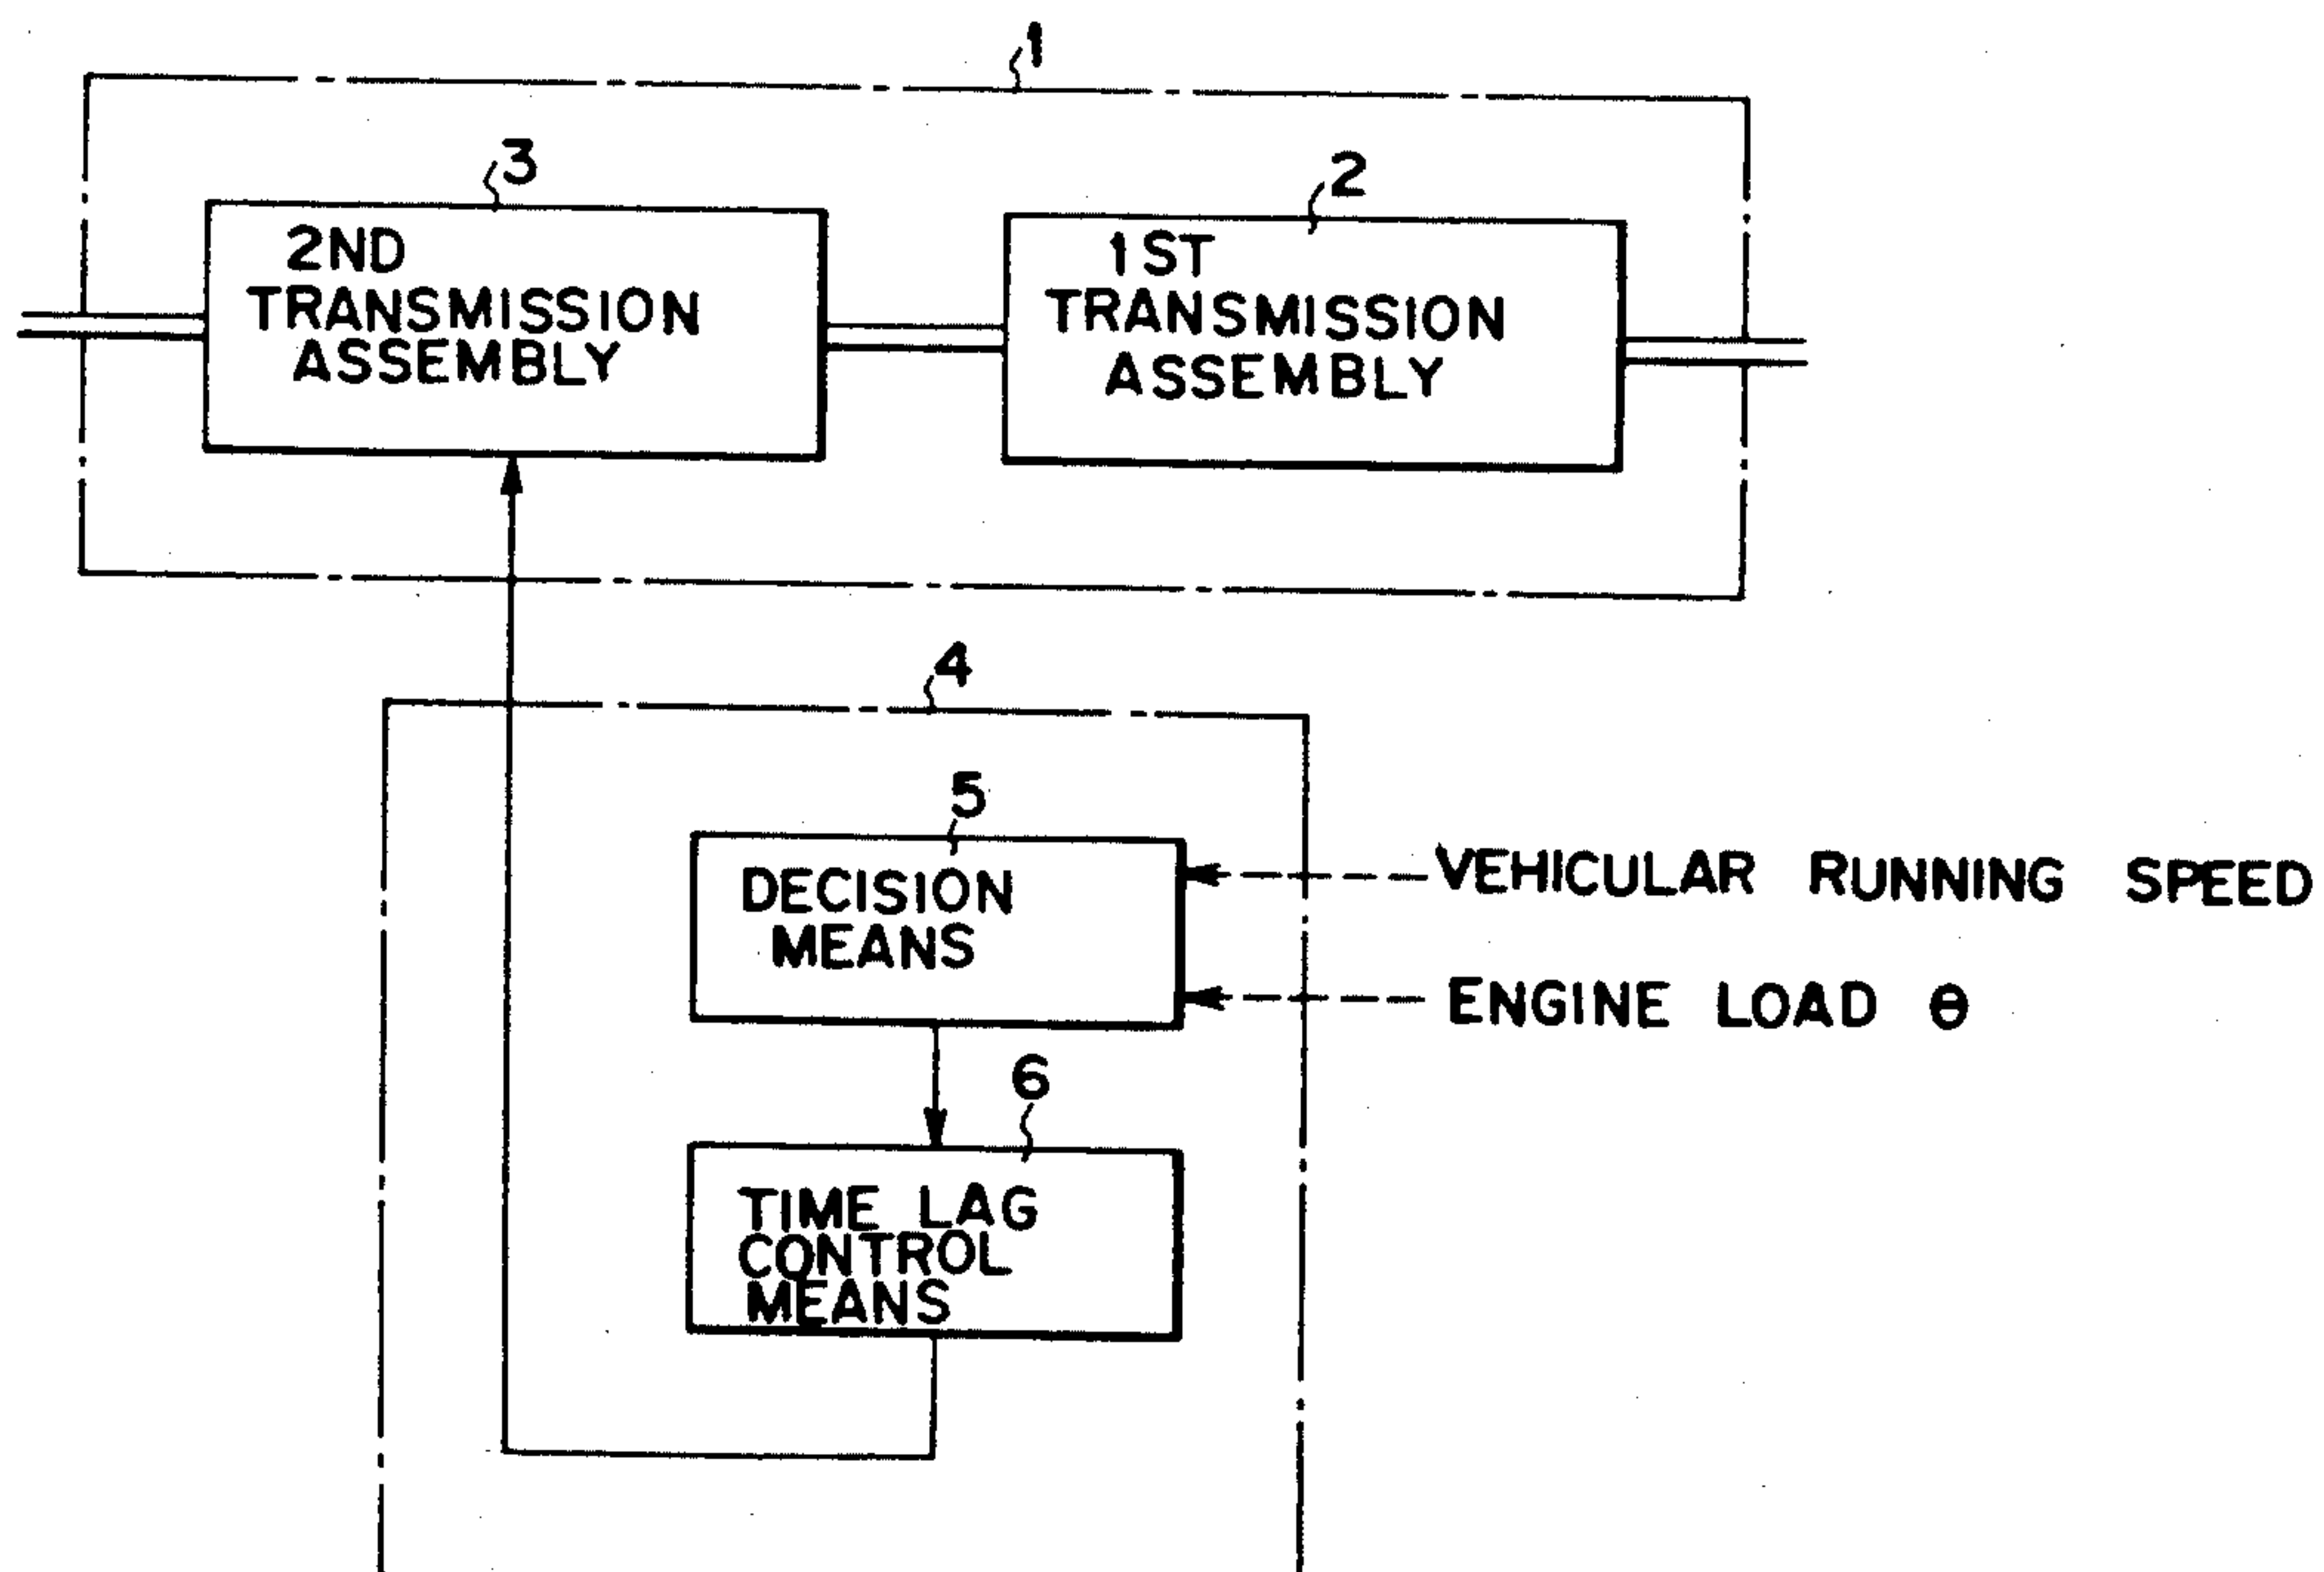 1
3
2
2ND
TRANSMISSION
ASSEMBLY
1ST
TRANSMISSION
ASSEMBLY
4
5
DECISION
MEANS
VEHICULAR RUNNING SPEED
ENGINE LOAD θ
6
TIME LAG
CONTROL
MEANS